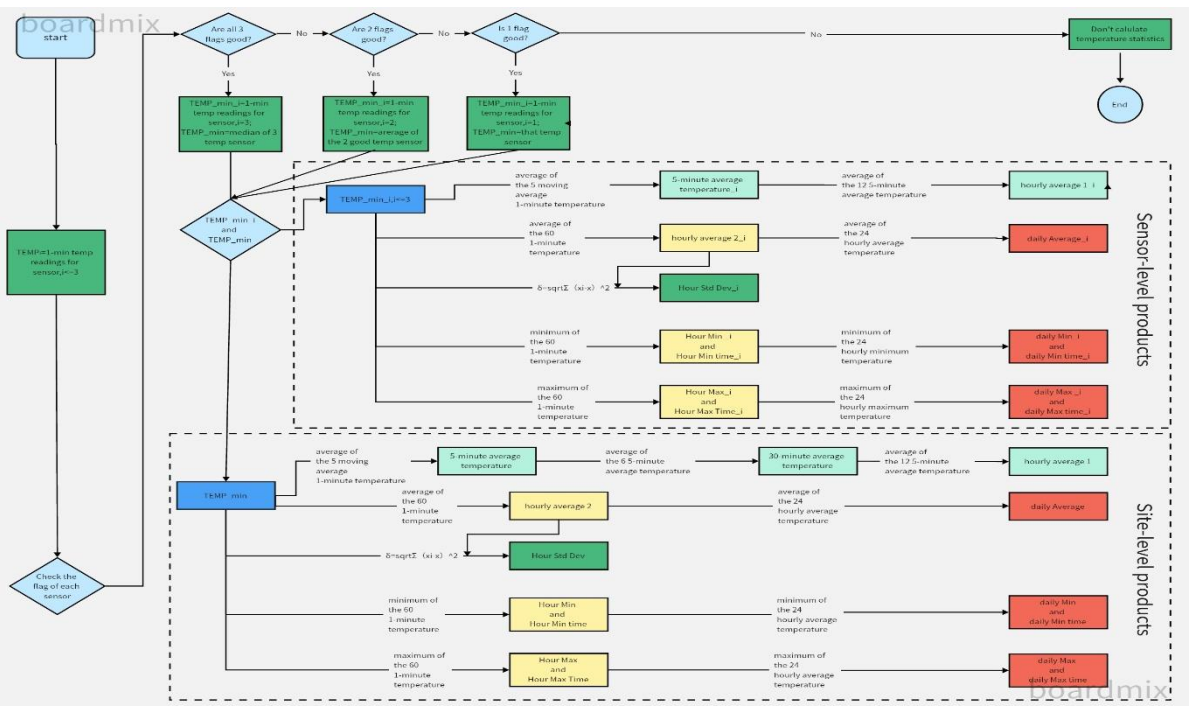 boardmix
start
Are all 3
flags good?
No
Are 2 flags
good?
No
Is 1 flag
good?
No
Don't calulate
temperature statistics
Yes
Yes
Yes
End
TEMP_min_i=1-min
temp readings for
sensor,i=3;
TEMP_min=median of 3
temp sensor
TEMP_min_i=1-min
temp readings for
sensor,i=2;
TEMP_min=average of
the 2 good temp sensor
TEMP_min_i=1-min
temp readings for
sensor,i=1;
TEMP_min=that temp
sensor
TEMP=1-min temp
readings for
sensor,i<=3
Check the
flag of each
sensor
TEMP_min_i
and
TEMP_min
TEMP_min_i,i<=3
average of
the 5 moving
average
1-minute temperature
5-minute average
temperature_i
average of
the 12 5-minute
average temperature
hourly average 1_i
average of
the 60
1-minute
temperature
hourly average 2_i
average of
the 24
hourly average
temperature
daily Average_i
δ=sqrtΣ (xi-x) ^2
Hour Std Dev_i
minimum of
the 60
1-minute
temperature
Hour Min_i
and
Hour Min time_i
minimum of
the 24
hourly minimum
temperature
daily Min_i
and
daily Min time_i
maximum of
the 60
1-minute
temperature
Hour Max_i
and
Hour Max Time_i
maximum of
the 24
hourly maximum
temperature
daily Max_i
and
daily Max time_i
Sensor-level products
TEMP_min
average of
the 5 moving
average
1-minute temperature
5-minute average
temperature
average of
the 6 5-minute
average temperature
30-minute average
temperature
average of
the 12 5-minute
average temperature
hourly average 1
average of
the 60
1-minute
temperature
hourly average 2
average of
the 24
hourly average
temperature
daily Average
δ=sqrtΣ (xi-x) ^2
Hour Std Dev
minimum of
the 60
1-minute
temperature
Hour Min
and
Hour Min time
minimum of
the 24
hourly average
temperature
daily Min
and
daily Min time
maximum of
the 60
1-minute
temperature
Hour Max
and
Hour Max Time
maximum of
the 24
hourly average
temperature
daily Max
and
daily Max time
Site-level products
boardmix